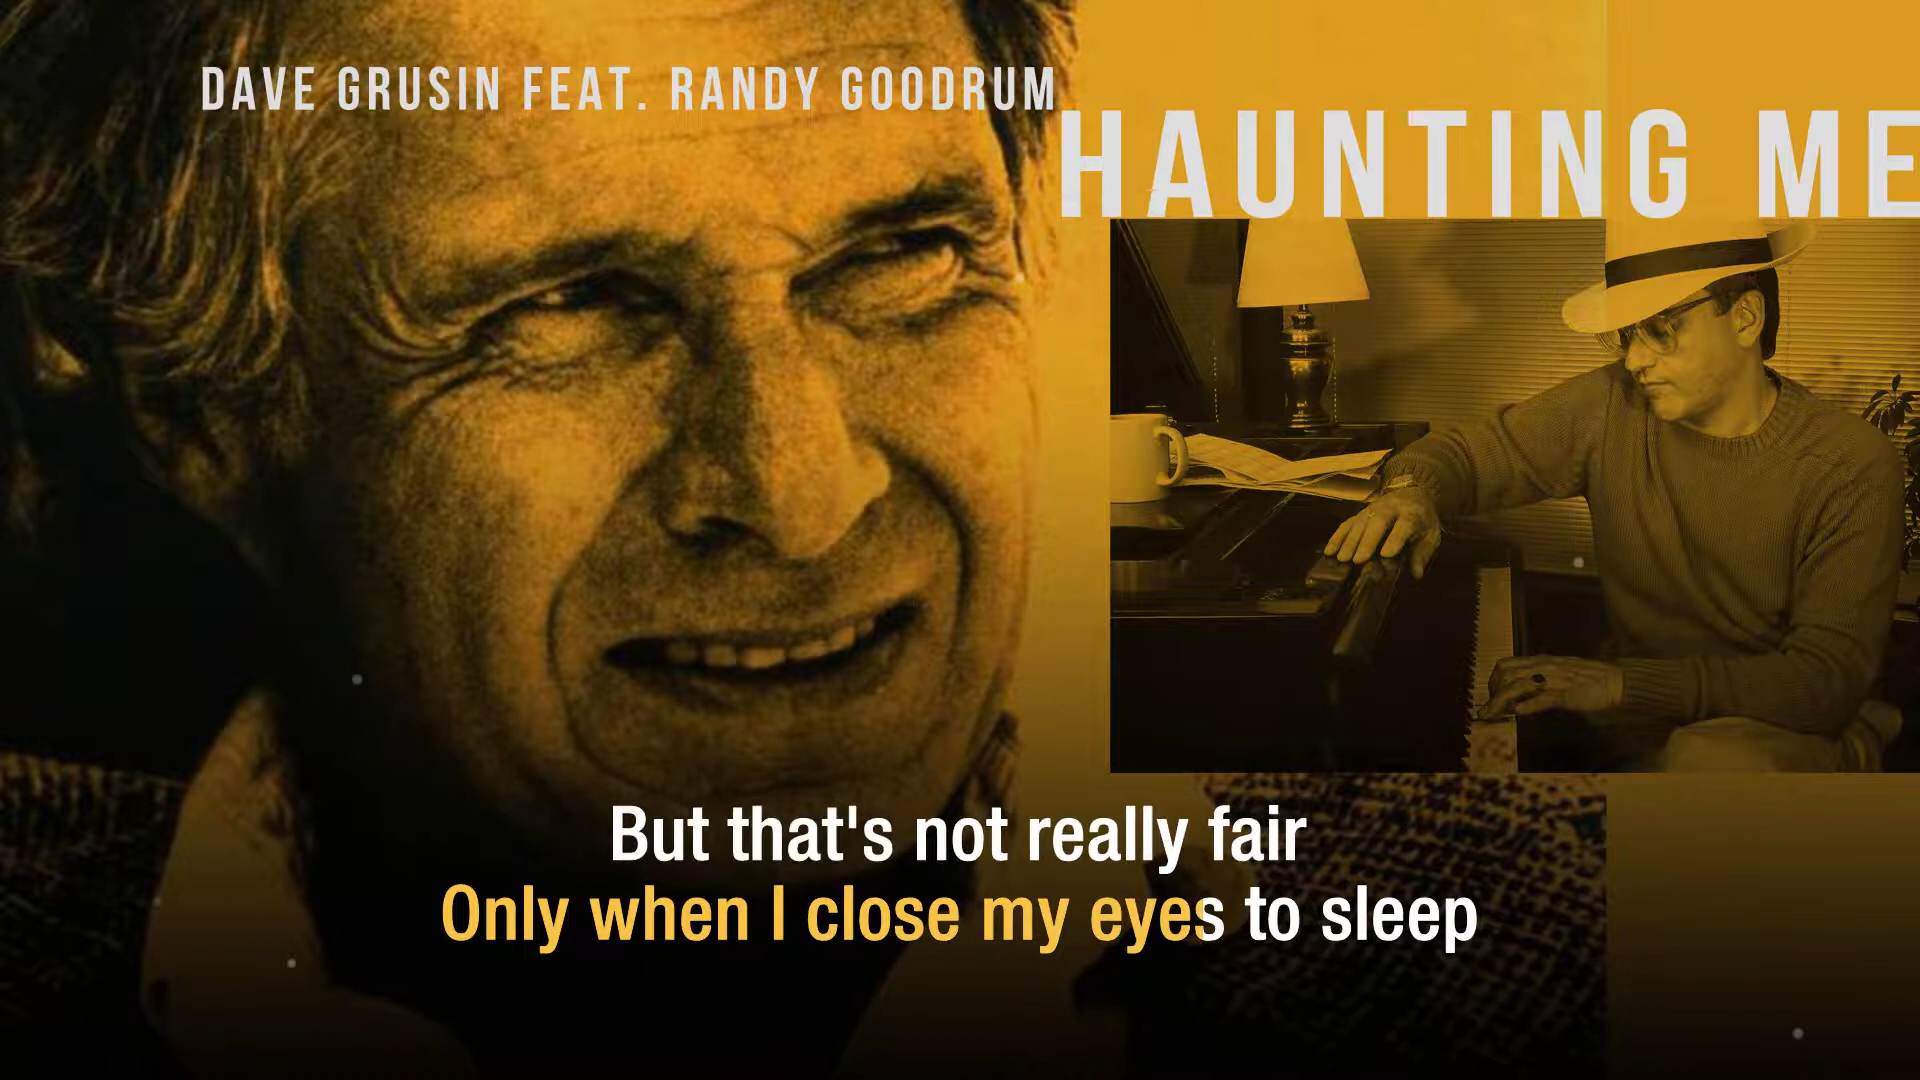 DAVE GRUSIN FEAT. RANDY GOODRUM
HAUNTING ME
But that's not really fair
Only when I close my eyes to sleep